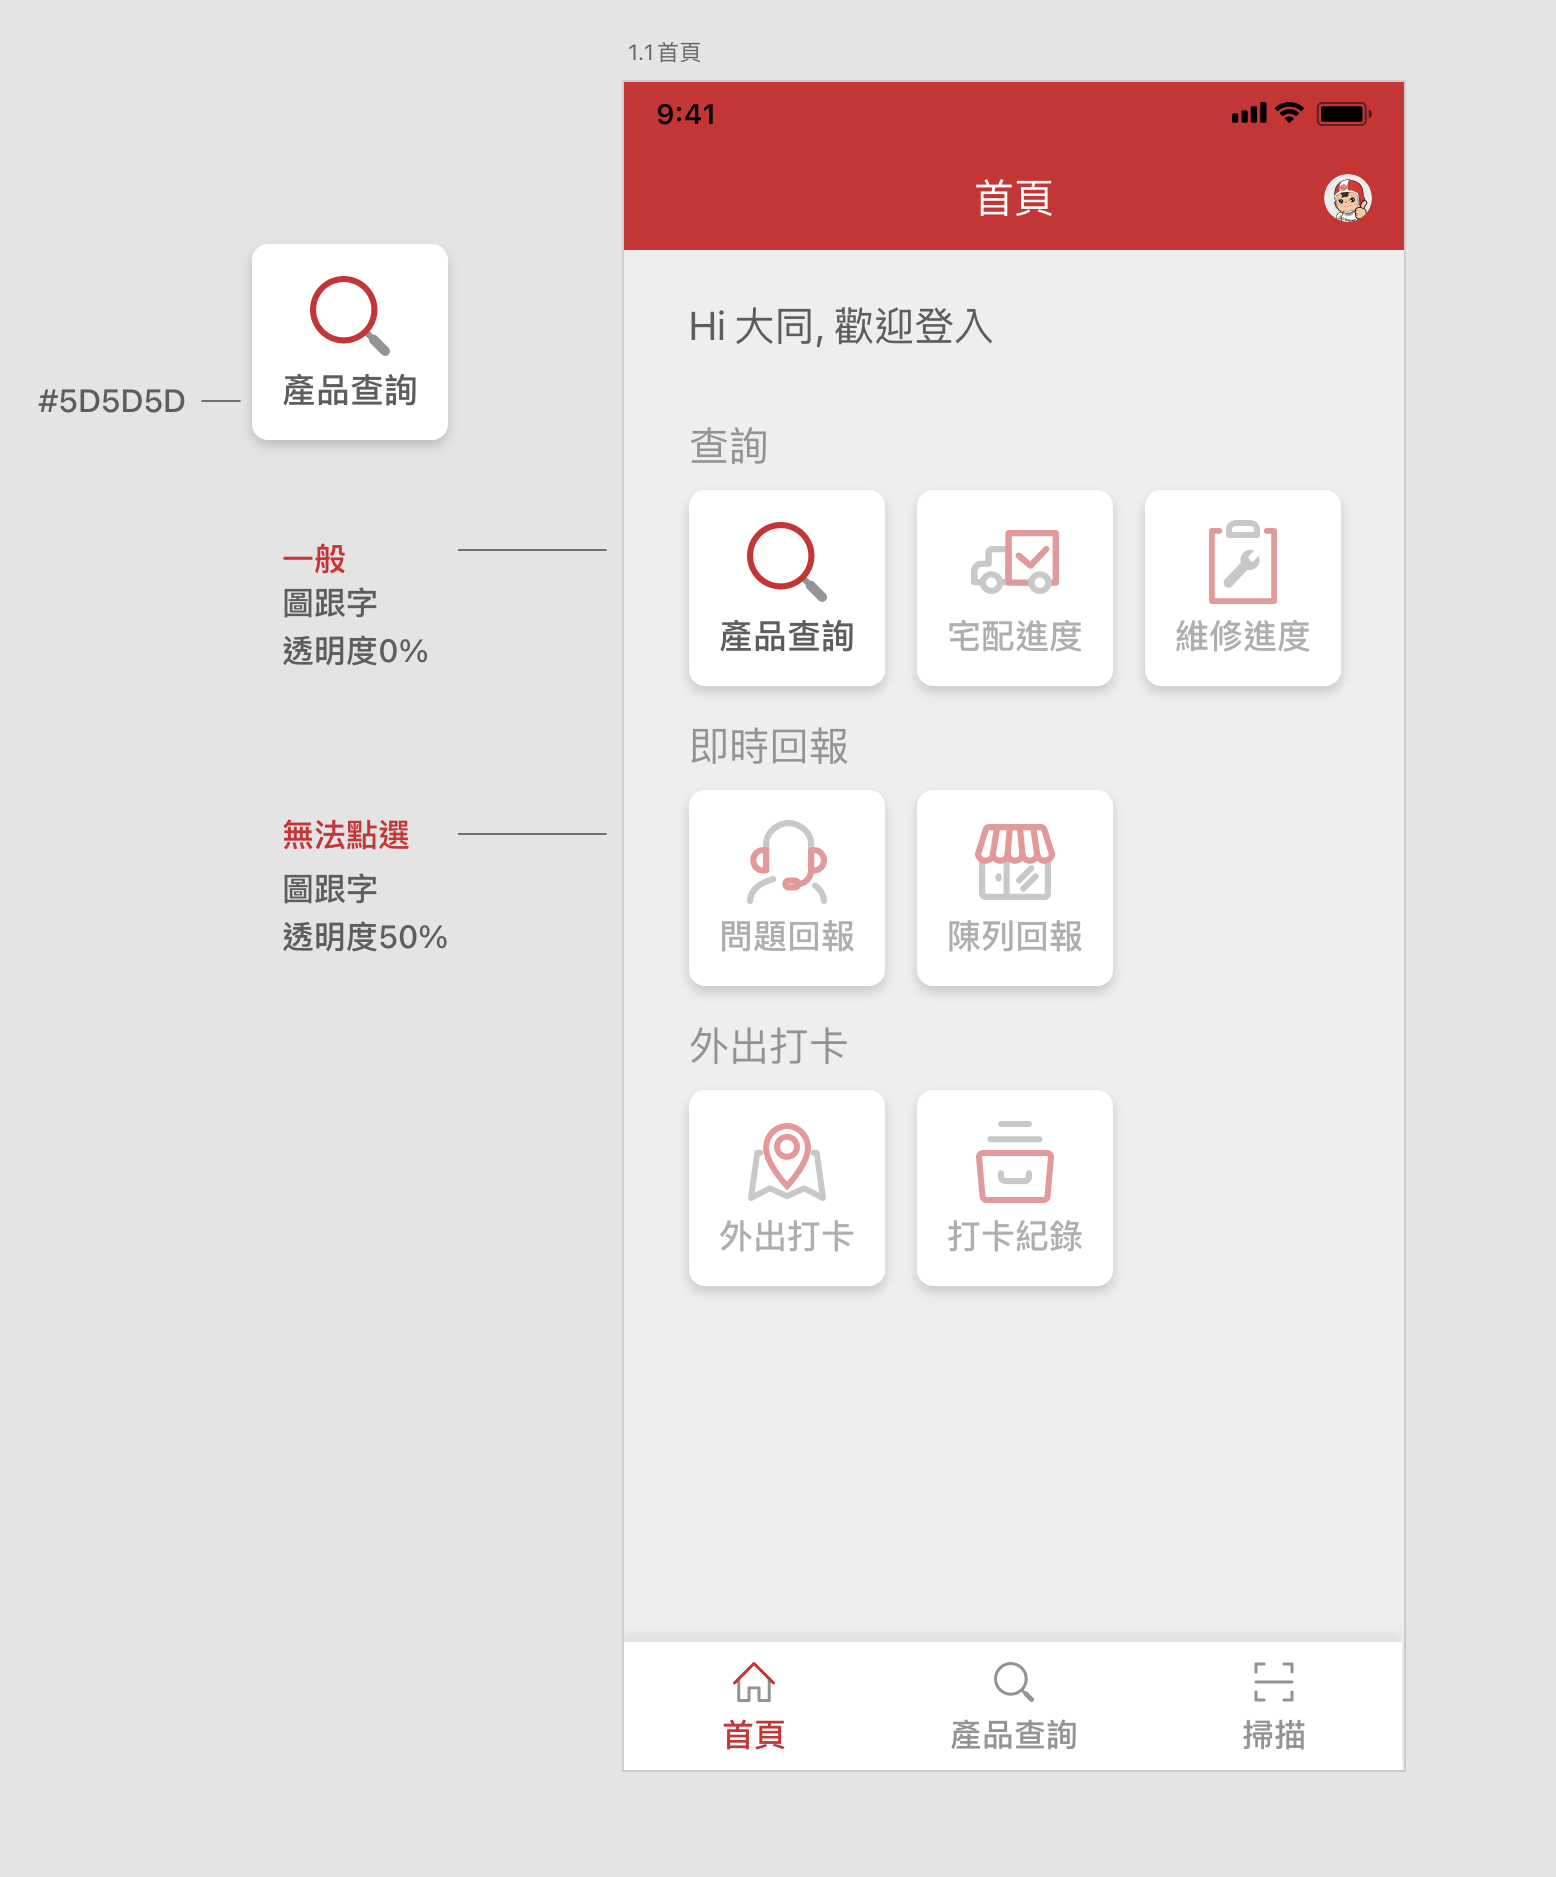 1.1首頁
9:41
首頁
Hi 大同, 歡迎登入
產品查詢
#5D5D5D
一般
圖跟字
透明度0%
無法點選
圖跟字
透明度50%
查詢
產品查詢
宅配進度
維修進度
即時回報
問題回報
陳列回報
外出打卡
外出打卡
打卡紀錄
首頁
產品查詢
掃描